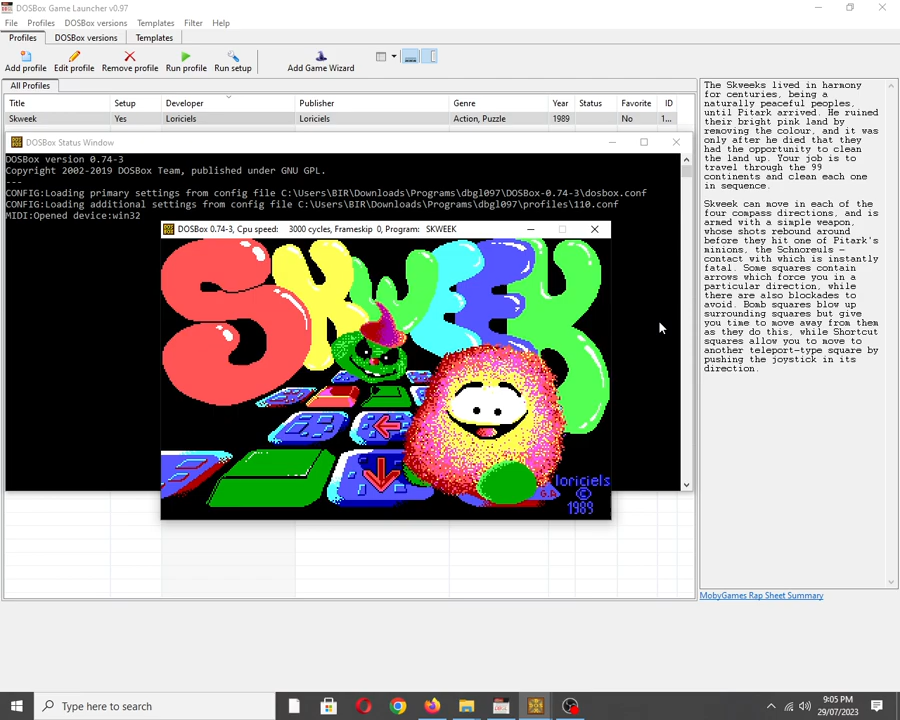 DOSBox Game Launcher v0.97
File Profiles DOSBox versions Templates Filter Help
Profiles DOSBox versions Templates
Add profile Edit profile Remove profile Run profile Run setup Add Game Wizard
All Profiles
Title Setup Developer Publisher Genre Year Status Favorite ID
Skweek Yes Loriciels Loriciels Action, Puzzle 1989 No 1...
DOSBox Status Window
DOSBox version 0.74-3
Copyright 2002-2019 DOSBox Team, published under GNU GPL.
---
CONFIG:Loading primary settings from config file C:\Users\BIR\Downloads\Programs\dbgl097\DOSBox-0.74-3\dosbox.conf
CONFIG:Loading additional settings from config file C:\Users\BIR\Downloads\Programs\dbgl097\profiles\110.conf
MIDI:Opened device:win32
DOSBox 0.74-3, Cpu speed: 3000 cycles, Frameskip 0, Program: SKWEEK
SKWEEK
loriciels
G.R ©
1989
The Skweeks lived in harmony
for centuries, being a
naturally peaceful peoples,
until Pitark arrived. He ruined
their bright pink land by
removing the colour, and it was
only after he died that they
had the opportunity to clean
the land up. Your job is to
travel through the 99
continents and clean each one
in sequence.
Skweek can move in each of the
four compass directions, and is
armed with a simple weapon,
whose shots rebound around
before they hit one of Pitark's
minions, the Schnoreuls -
contact with which is instantly
fatal. Some squares contain
arrows which force you in a
particular direction, while
there are also blockades to
avoid. Bomb squares blow up
surrounding squares but give
you time to move away from them
as they do this, while Shortcut
squares allow you to move to
another teleport-type square by
pushing the joystick in its
direction.
MobyGames Rap Sheet Summary
Type here to search
9:05 PM
29/07/2023